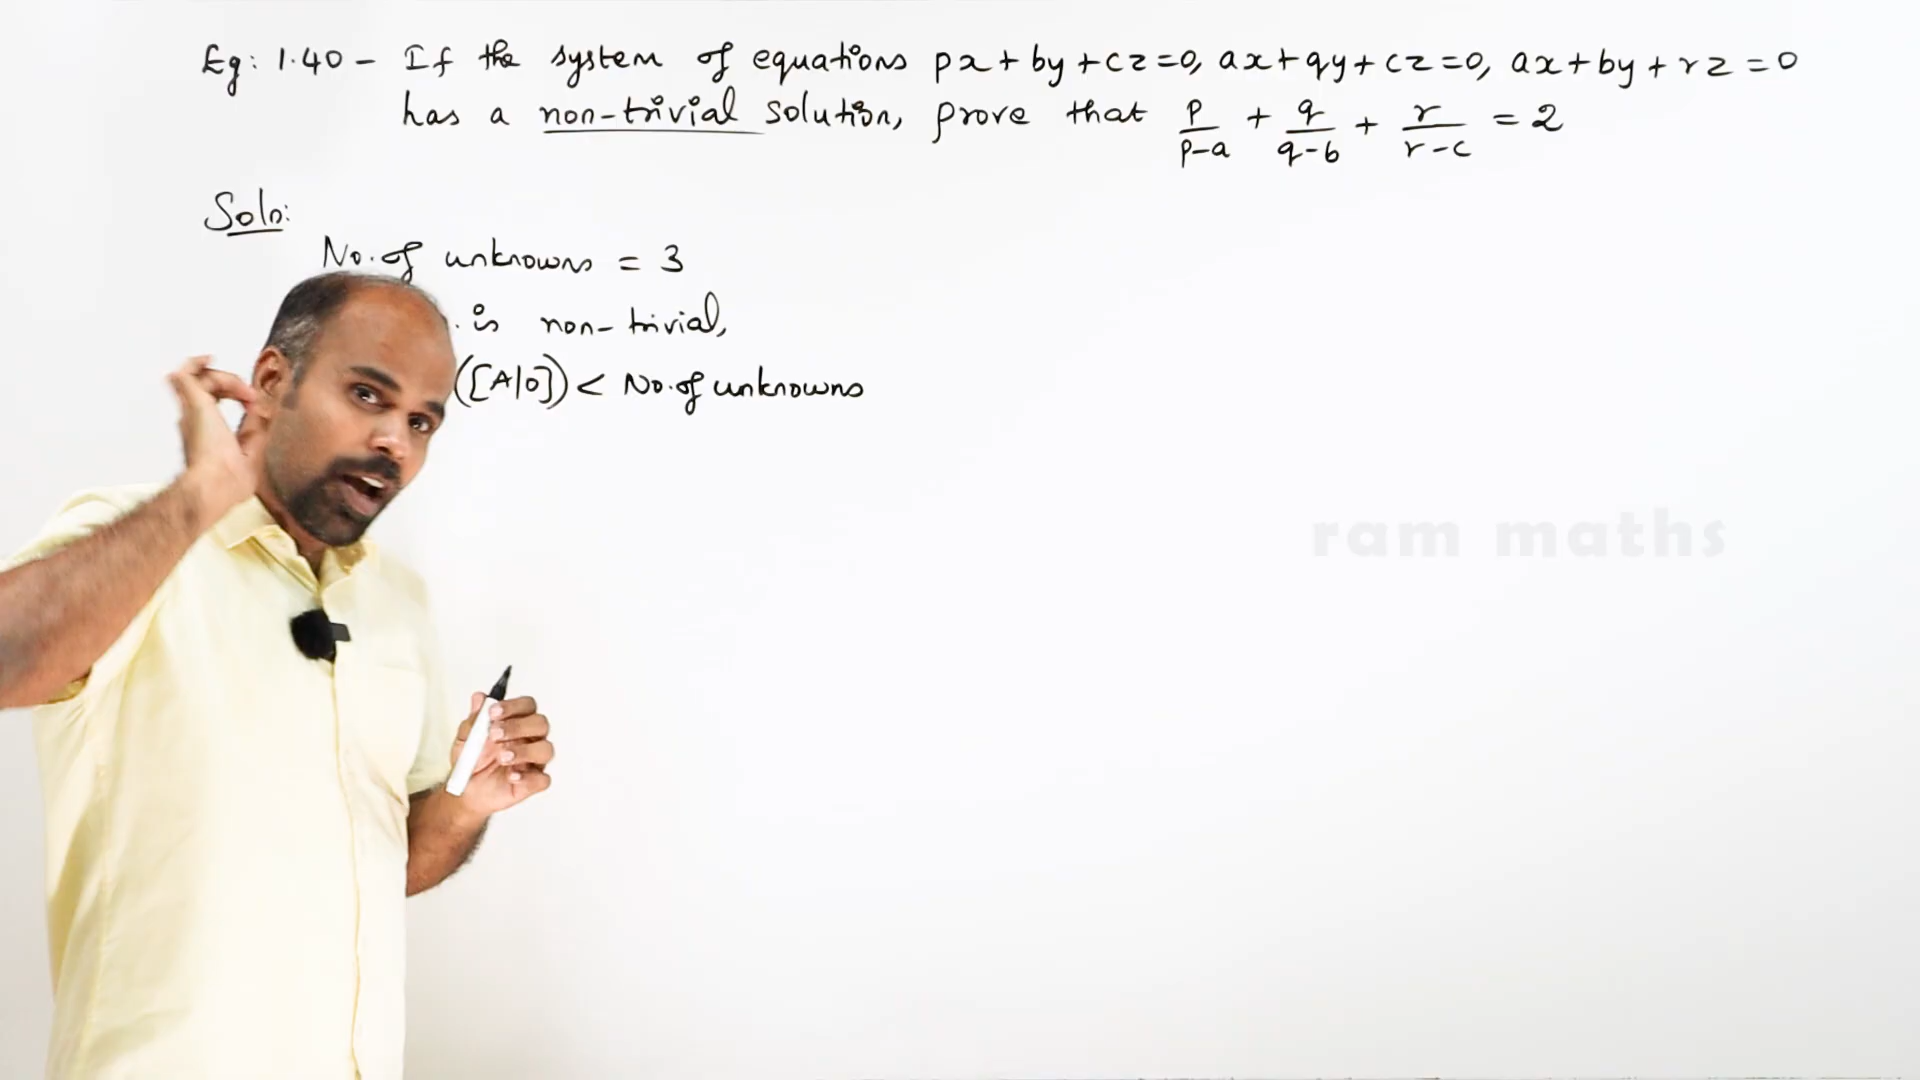 Eg: 1.40 - If the system of equations px+by+cz=0, ax+qy+cz=0, ax+by+rz=0
has a non-trivial solution, prove that p/(p-a) + q/(q-b) + r/(r-c) = 2
Soln:
No. of unknowns = 3
. is non-trivial,
([A|0]) < No. of unknowns
ram maths